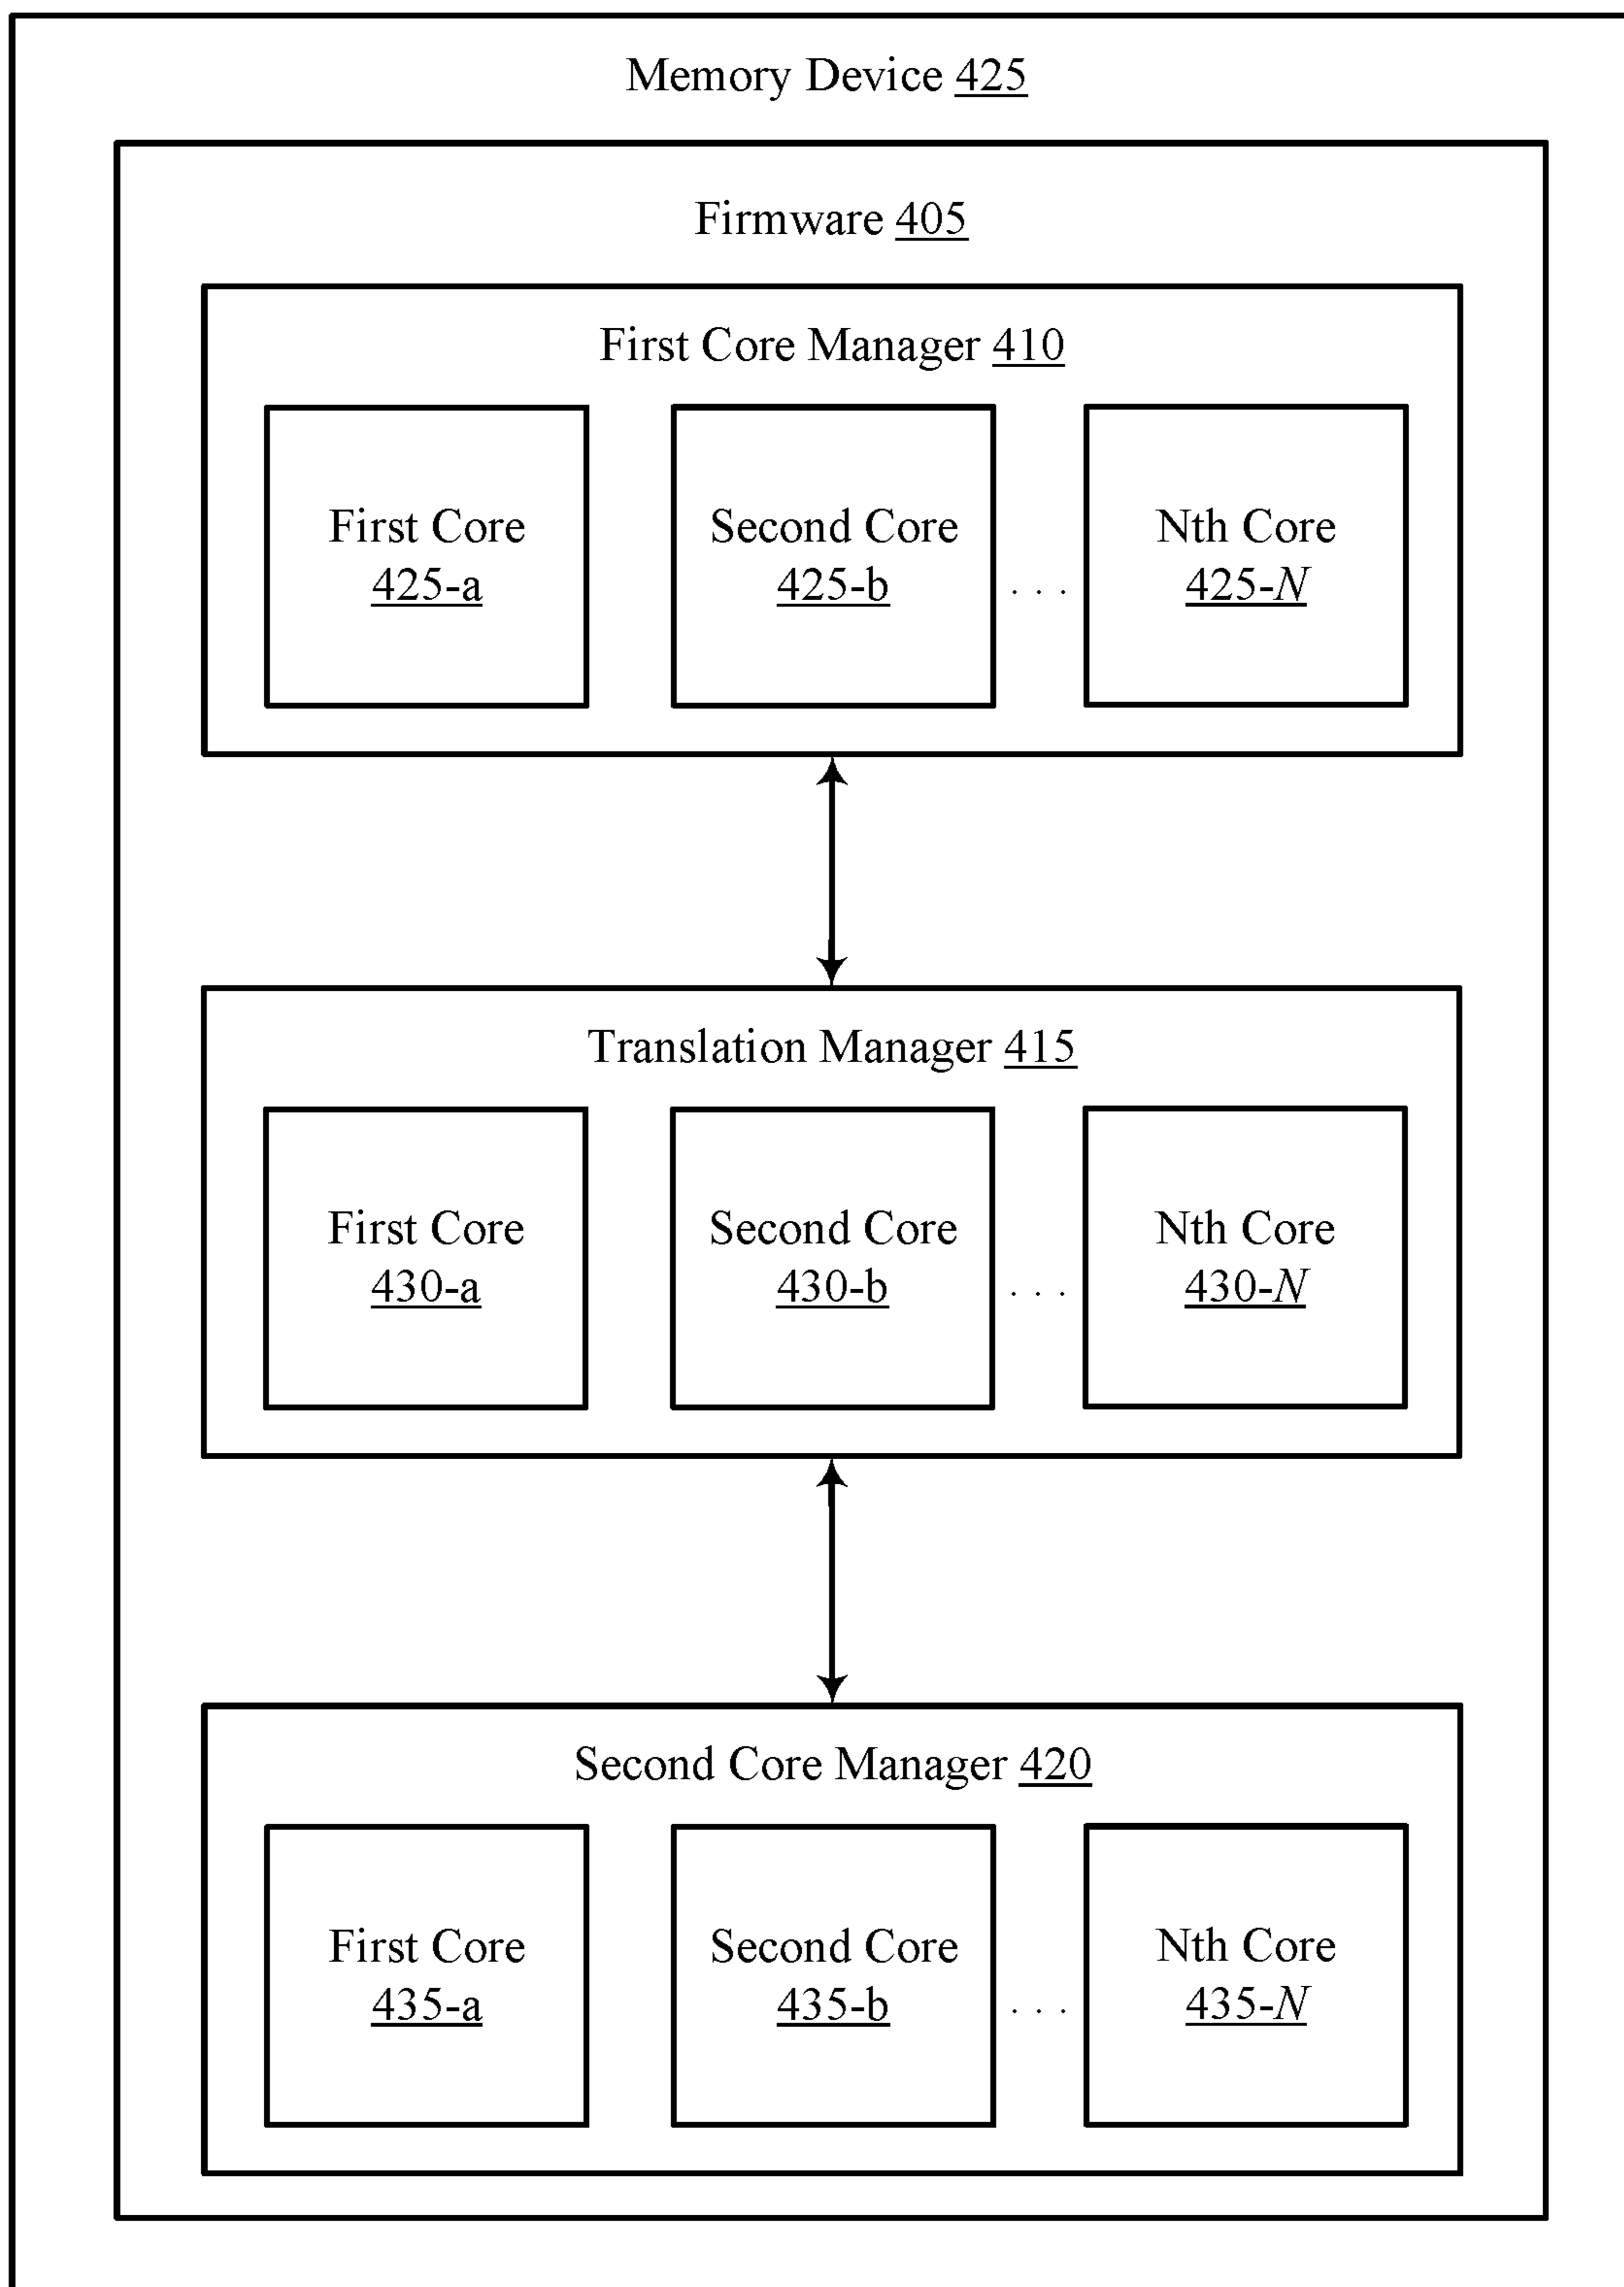 Memory Device 425
Firmware 405
First Core Manager 410
First Core
425-a
Second Core
425-b
. . .
Nth Core
425-N
Translation Manager 415
First Core
430-a
Second Core
430-b
. . .
Nth Core
430-N
Second Core Manager 420
First Core
435-a
Second Core
435-b
. . .
Nth Core
435-N